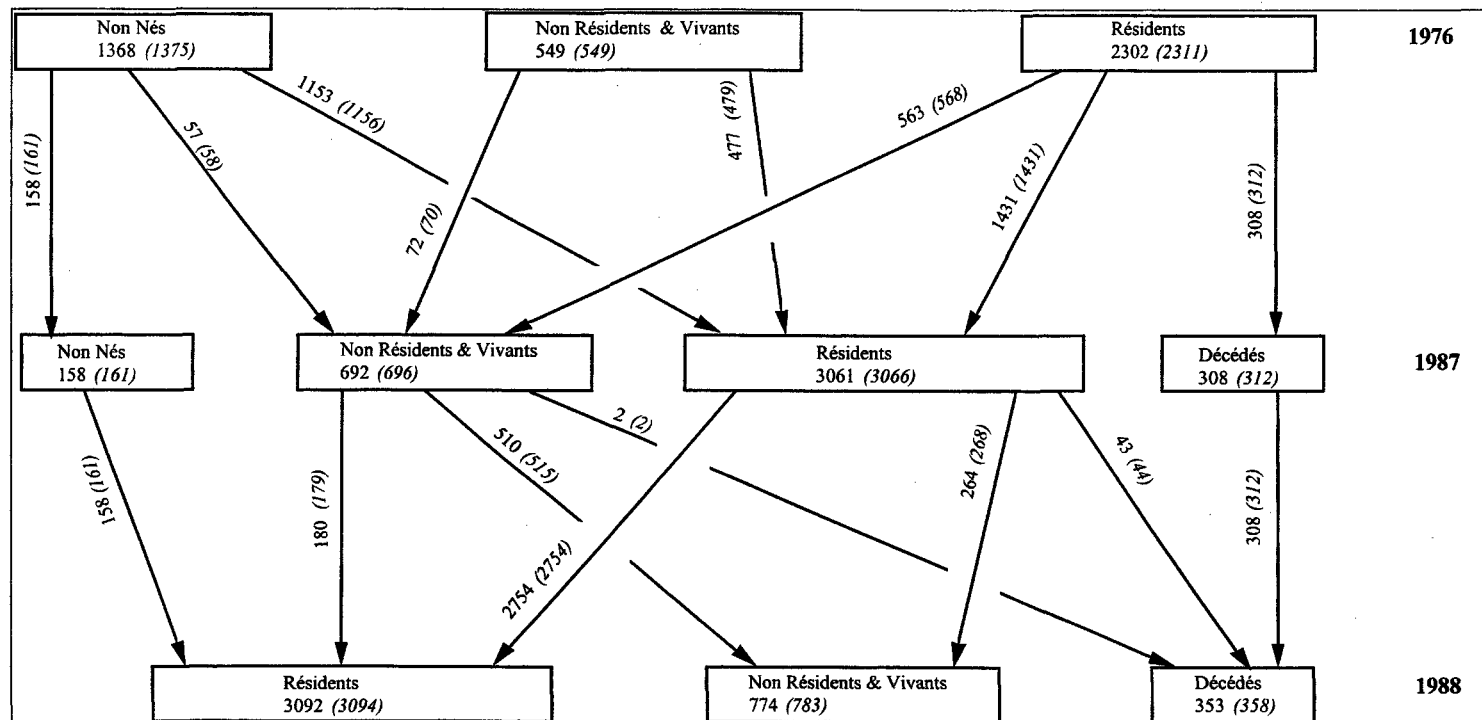 Non Nés
1368 (1375)
Non Résidents & Vivants
549 (549)
Résidents
2302 (2311)
1976
158 (161)
57 (58)
1153 (1156)
72 (70)
477 (479)
563 (568)
1431 (1431)
308 (312)
Non Nés
158 (161)
Non Résidents & Vivants
692 (696)
Résidents
3061 (3066)
Décédés
308 (312)
1987
158 (161)
180 (179)
510 (515)
2 (2)
2754 (2754)
264 (268)
43 (44)
308 (312)
Résidents
3092 (3094)
Non Résidents & Vivants
774 (783)
Décédés
353 (358)
1988